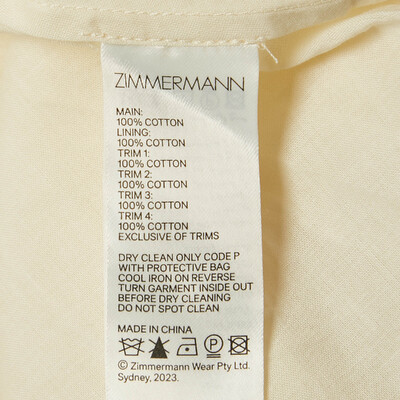 ZIMMERMANN
MAIN:
100% COTTON
LINING:
100% COTTON
TRIM 1:
100% COTTON
TRIM 2:
100% COTTON
TRIM 3:
100% COTTON
TRIM 4:
100% COTTON
EXCLUSIVE OF TRIMS
DRY CLEAN ONLY CODE P
WITH PROTECTIVE BAG
COOL IRON ON REVERSE
TURN GARMENT INSIDE OUT
BEFORE DRY CLEANING
DO NOT SPOT CLEAN
MADE IN CHINA
P
© Zimmermann Wear Pty Ltd.
Sydney, 2023.